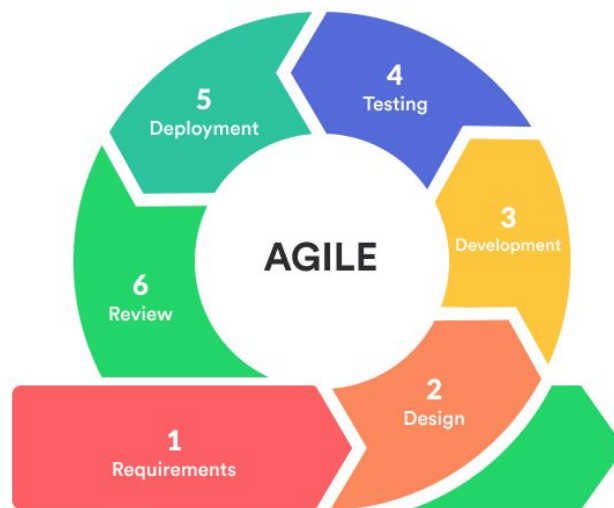 AGILE
1
Requirements
2
Design
3
Development
4
Testing
5
Deployment
6
Review